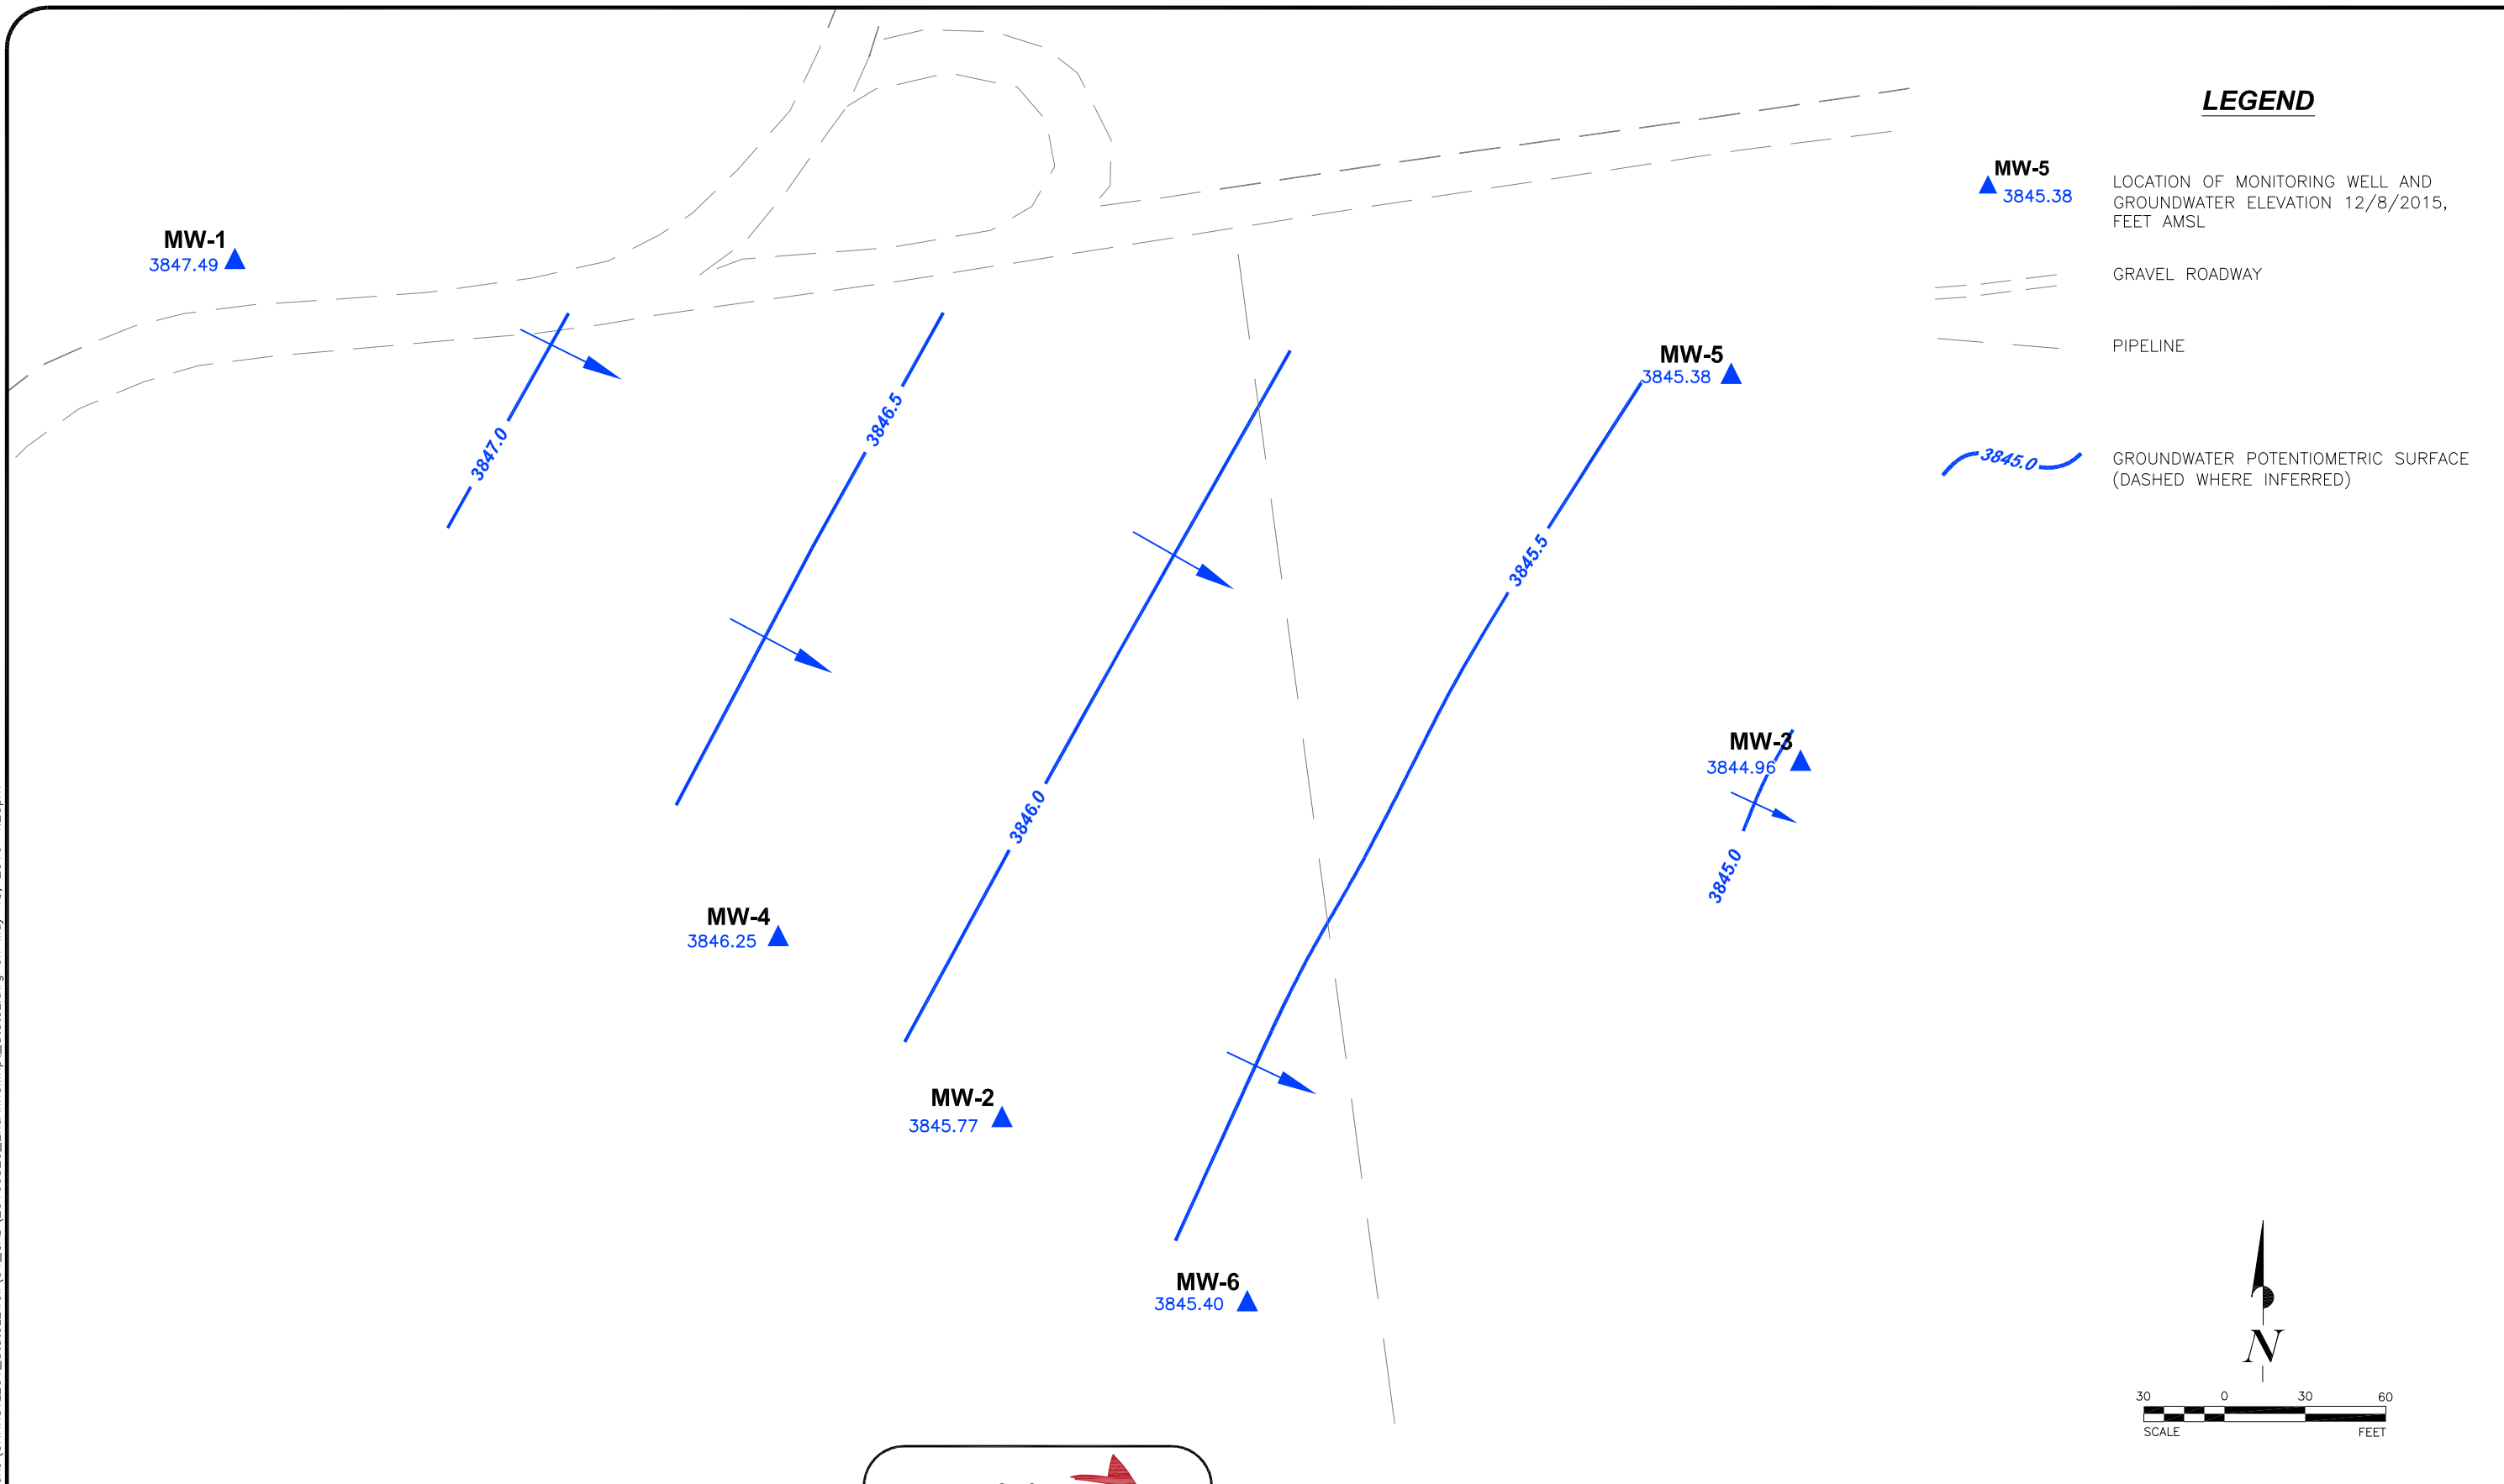 LEGEND
MW-5
3845.38
LOCATION OF MONITORING WELL AND
GROUNDWATER ELEVATION 12/8/2015,
FEET AMSL
GRAVEL ROADWAY
PIPELINE
3845.0
GROUNDWATER POTENTIOMETRIC SURFACE
(DASHED WHERE INFERRED)
MW-1
3847.49
3847.0
3846.5
MW-5
3845.38
3845.5
MW-3
3844.96
3845.0
3846.0
MW-4
3846.25
MW-2
3845.77
MW-6
3845.40
N
30 0 30 60
SCALE FEET